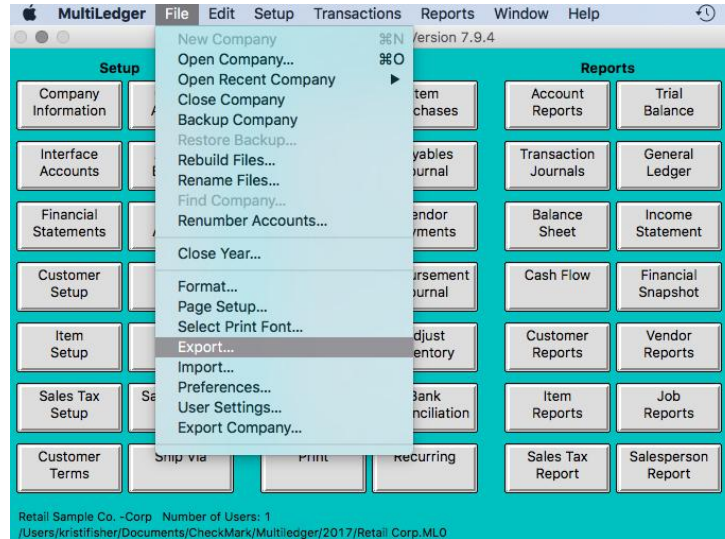 MultiLedger File Edit Setup Transactions Reports Window Help
Version 7.9.4
New Company ⌘N
Open Company... ⌘O
Open Recent Company ▶
Close Company
Backup Company
Restore Backup...
Rebuild Files...
Rename Files...
Find Company...
Renumber Accounts...
Close Year...
Format...
Page Setup...
Select Print Font...
Export...
Import...
Preferences...
User Settings...
Export Company...
Setup
Company
Information
Interface
Accounts
Financial
Statements
Customer
Setup
Item
Setup
Sales Tax
Setup
Customer
Terms
Ship Via
Print
Recurring
Reports
Account
Reports
Trial
Balance
Transaction
Journals
General
Ledger
Balance
Sheet
Income
Statement
Cash Flow
Financial
Snapshot
Customer
Reports
Vendor
Reports
Item
Reports
Job
Reports
Sales Tax
Report
Salesperson
Report
Retail Sample Co. -Corp Number of Users: 1
/Users/kristifisher/Documents/CheckMark/Multiledger/2017/Retail Corp.ML0